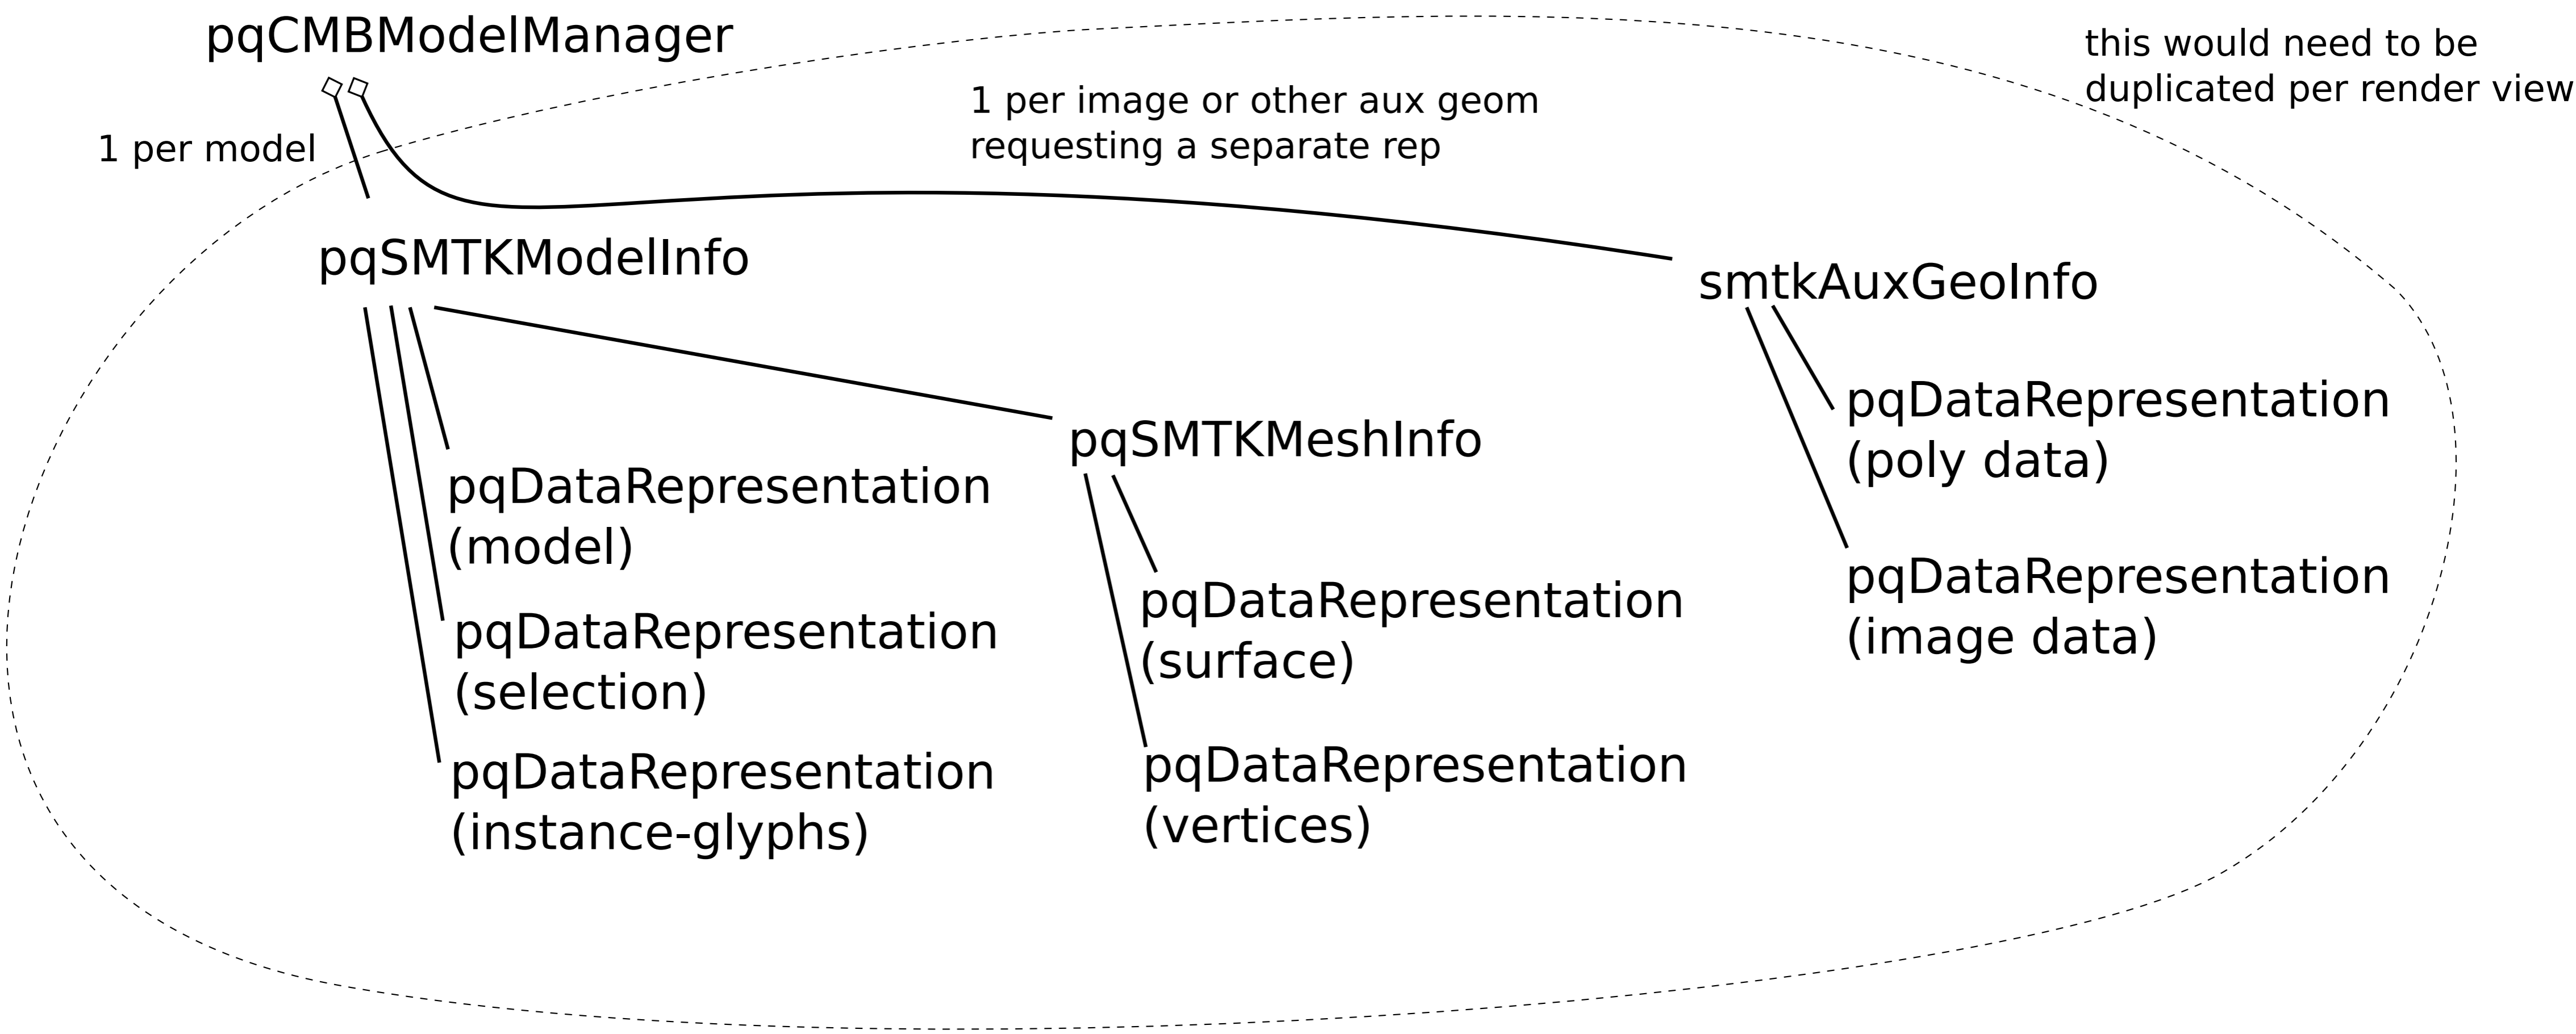 pqCMBModelManager
this would need to be
duplicated per render view
1 per image or other aux geom
requesting a separate rep
1 per model
pqSMTKModelInfo
smtkAuxGeoInfo
pqDataRepresentation
(model)
pqDataRepresentation
(selection)
pqDataRepresentation
(instance-glyphs)
pqSMTKMeshInfo
pqDataRepresentation
(surface)
pqDataRepresentation
(vertices)
pqDataRepresentation
(poly data)
pqDataRepresentation
(image data)